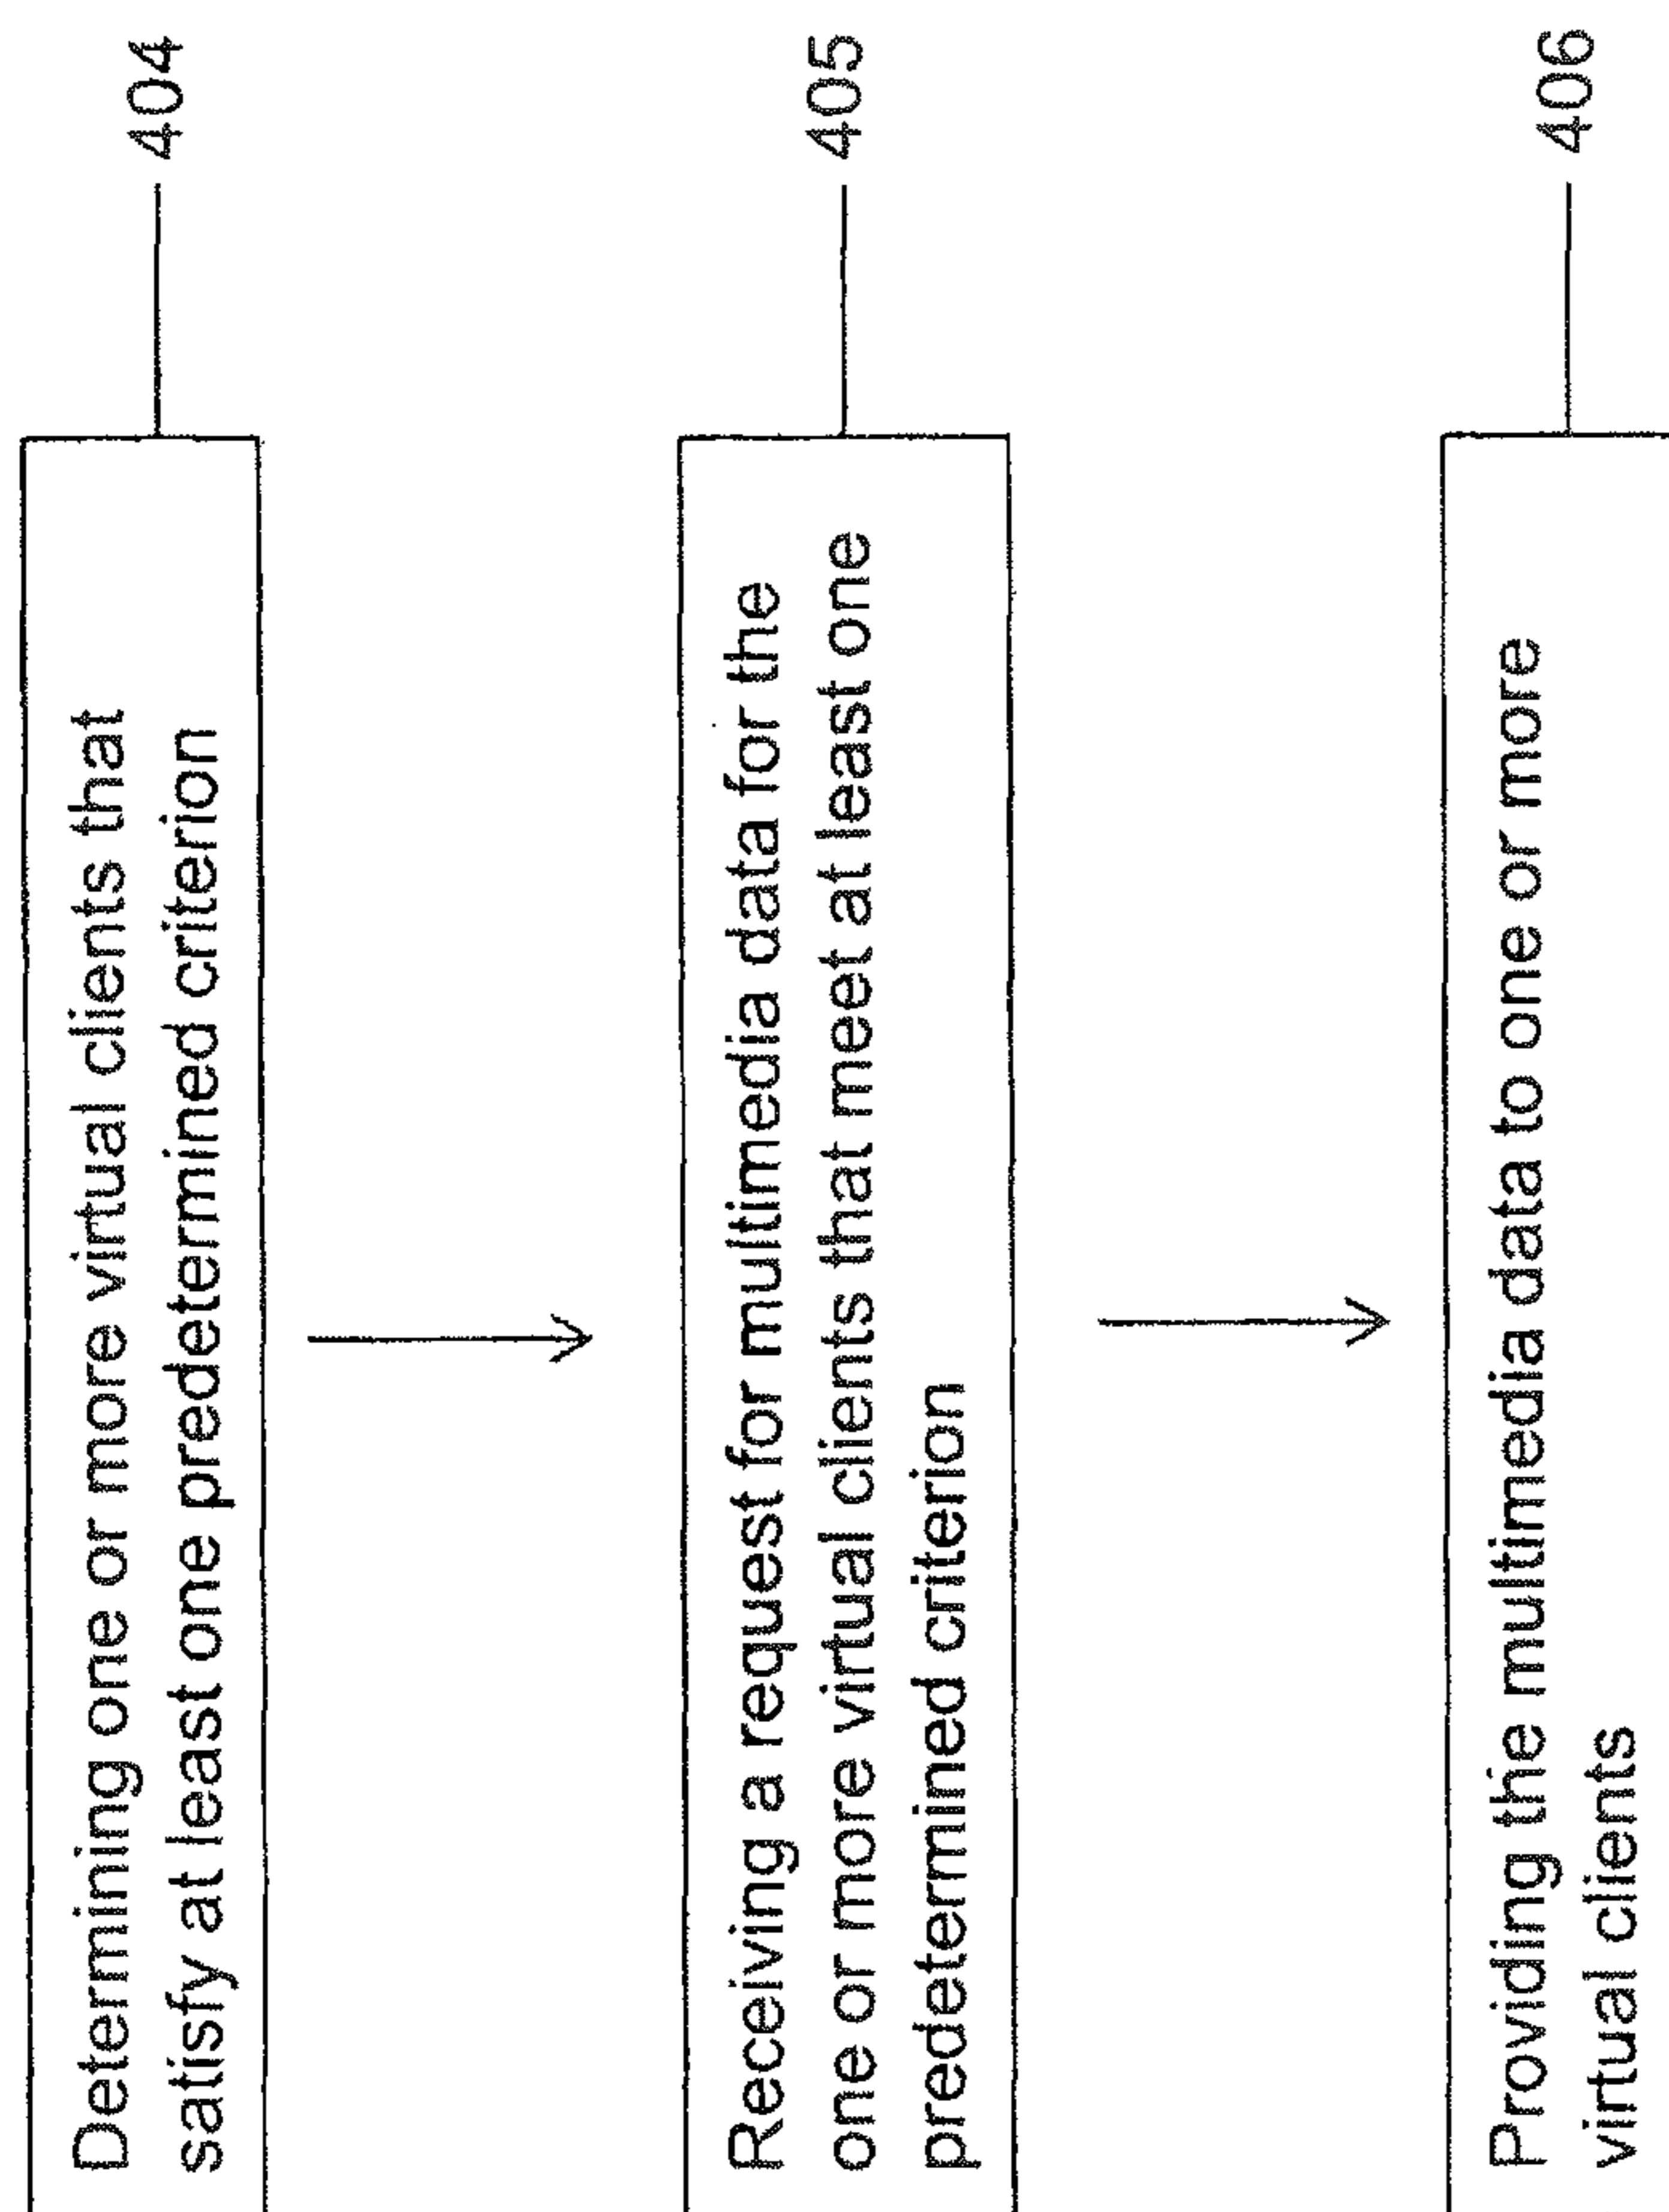 Determining one or more virtual clients that
satisfy at least one predetermined criterion
404
Receiving a request for multimedia data for the
one or more virtual clients that meet at least one
predetermined criterion
405
Providing the multimedia data to one or more
virtual clients
406